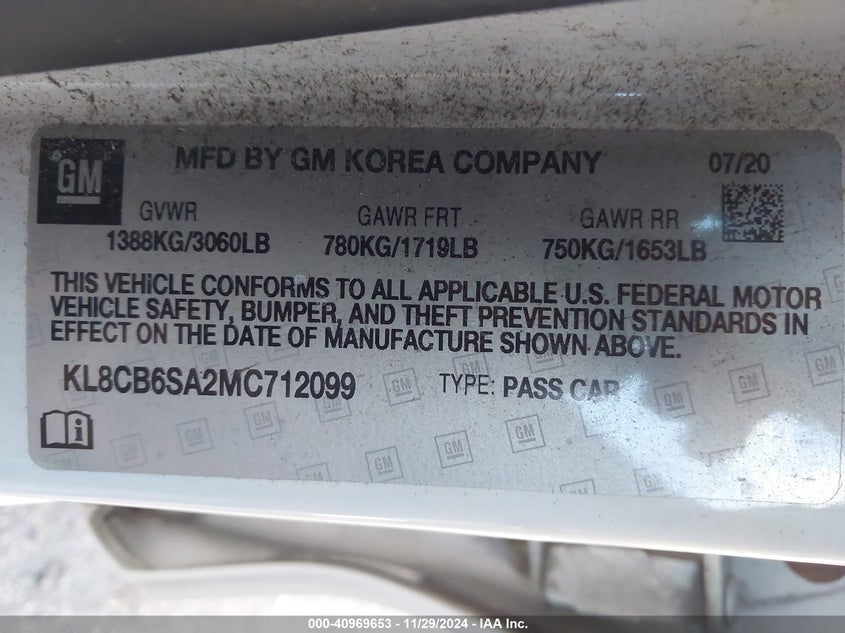 GM MFD BY GM KOREA COMPANY 07/20
GVWR GAWR FRT GAWR RR
1388KG/3060LB 780KG/1719LB 750KG/1653LB
THIS VEHICLE CONFORMS TO ALL APPLICABLE U.S. FEDERAL MOTOR
VEHICLE SAFETY, BUMPER, AND THEFT PREVENTION STANDARDS IN
EFFECT ON THE DATE OF MANUFACTURE SHOWN ABOVE.
KL8CB6SA2MC712099 TYPE: PASS CAR
000-40969653 - 11/29/2024 - IAAI.com